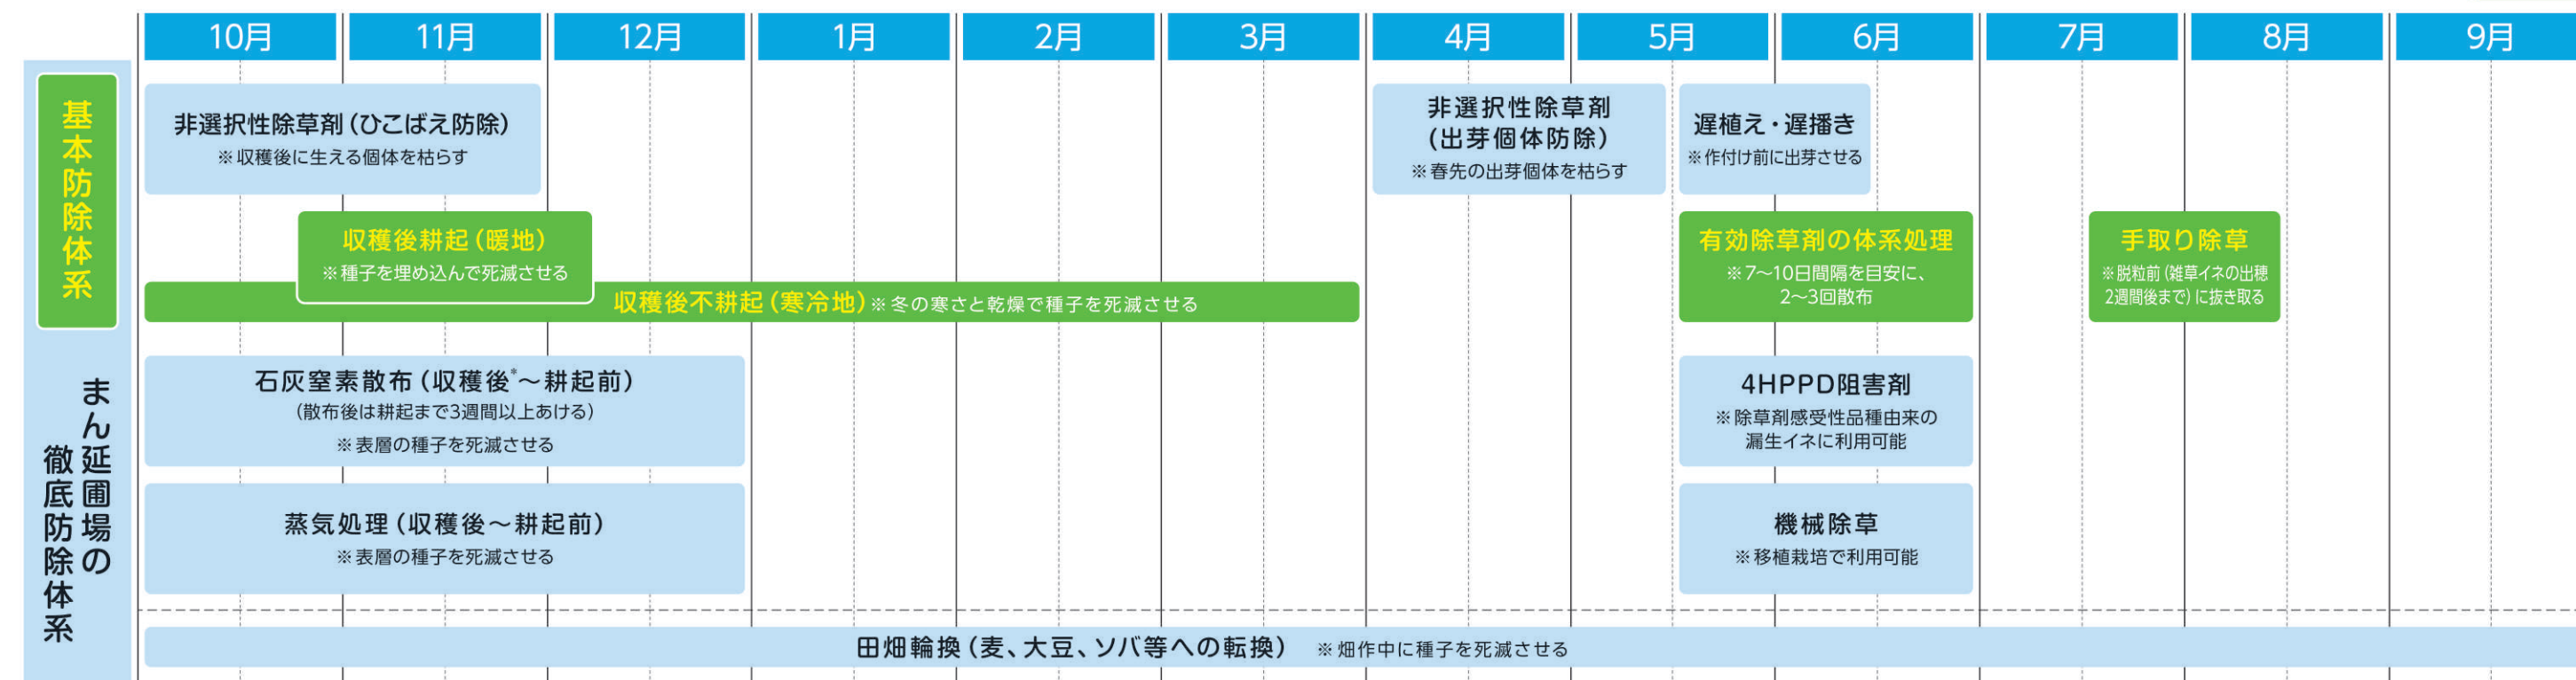 10月
11月
12月
1月
2月
3月
4月
5月
6月
7月
8月
9月
基本防除体系
まん延圃場の
徹底防除体系
非選択性除草剤(ひこばえ防除)
※収穫後に生える個体を枯らす
非選択性除草剤
(出芽個体防除)
※春先の出芽個体を枯らす
遅植え・遅播き
※作付け前に出芽させる
収穫後耕起(暖地)
※種子を埋め込んで死滅させる
収穫後不耕起(寒冷地)※冬の寒さと乾燥で種子を死滅させる
有効除草剤の体系処理
※7〜10日間隔を目安に、
2〜3回散布
手取り除草
※脱粒前(雑草イネの出穂
2週間後まで)に抜き取る
石灰窒素散布(収穫後*〜耕起前)
(散布後は耕起まで3週間以上あける)
※表層の種子を死滅させる
4HPPD阻害剤
※除草剤感受性品種由来の
漏生イネに利用可能
蒸気処理(収穫後〜耕起前)
※表層の種子を死滅させる
機械除草
※移植栽培で利用可能
田畑輪換(麦、大豆、ソバ等への転換) ※畑作中に種子を死滅させる